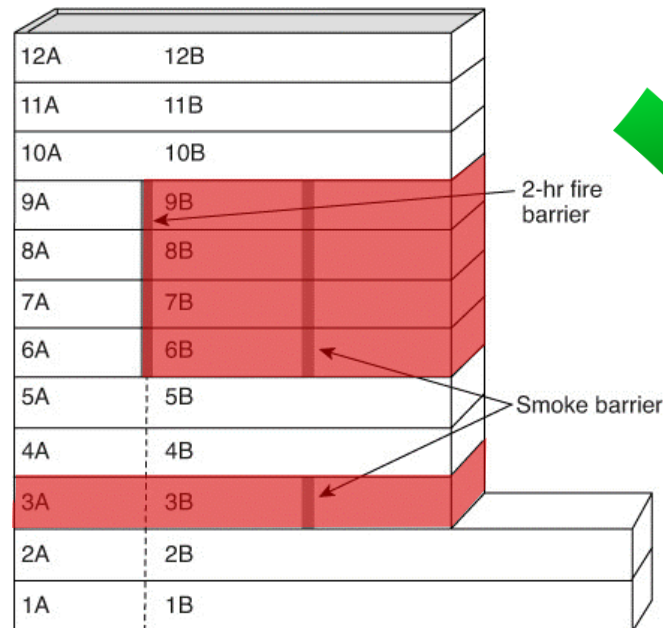 12A 12B
11A 11B
10A 10B
9A 9B
2-hr fire
barrier
8A 8B
7A 7B
6A 6B
5A 5B
Smoke barrier
4A 4B
3A 3B
2A 2B
1A 1B